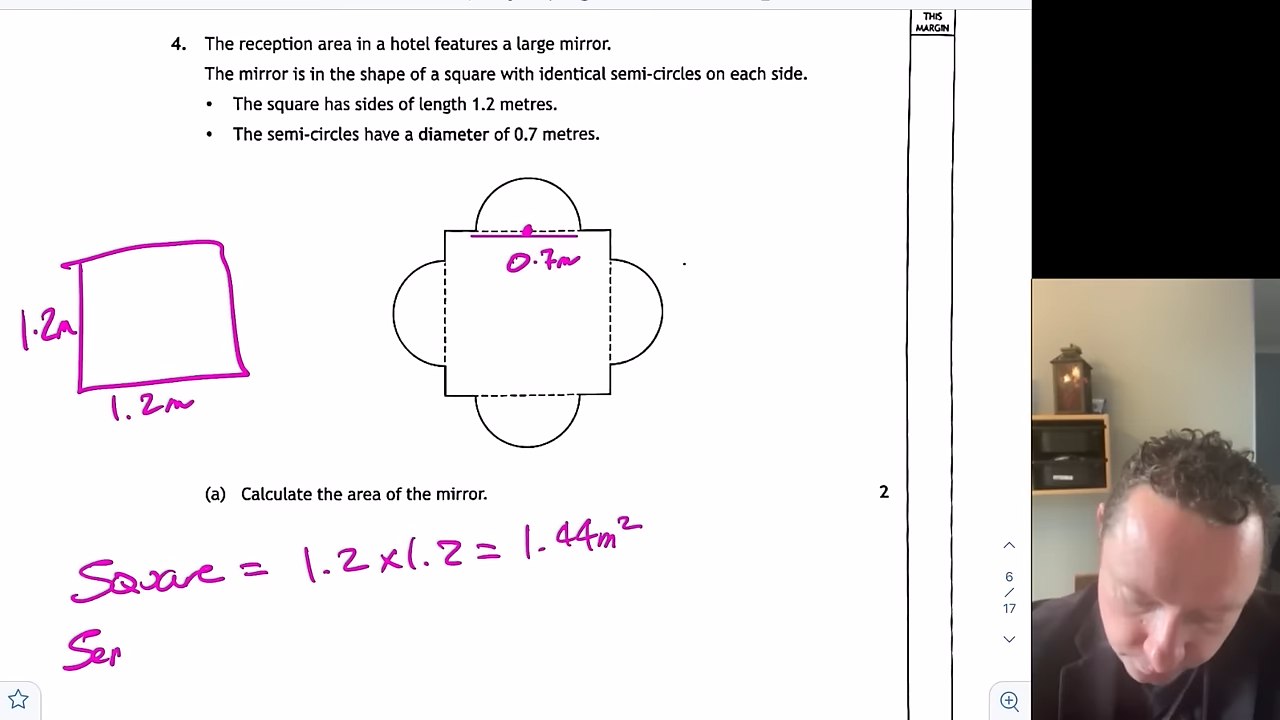 THIS
MARGIN
4. The reception area in a hotel features a large mirror.
The mirror is in the shape of a square with identical semi-circles on each side.
• The square has sides of length 1.2 metres.
• The semi-circles have a diameter of 0.7 metres.
0.7m
1.2m
1.2m
(a) Calculate the area of the mirror.
2
Square = 1.2 x 1.2 = 1.44m²
Sem
6
/
17